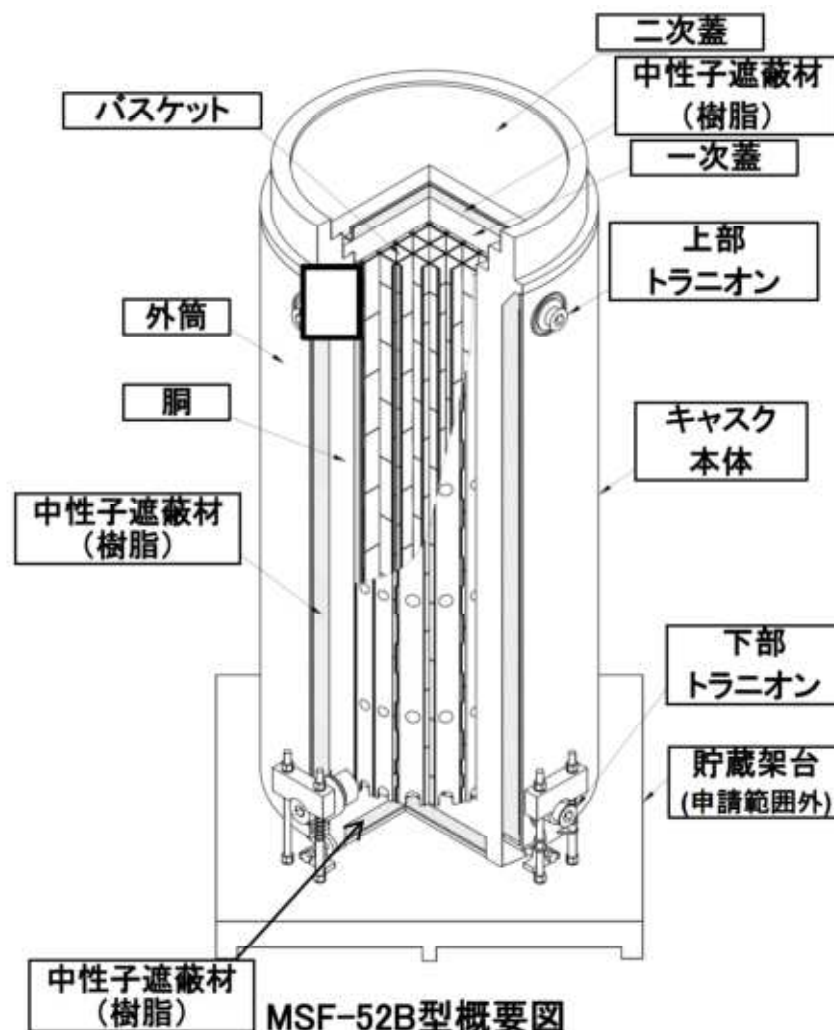 二次蓋
中性子遮蔽材
(樹脂)
バスケット
一次蓋
上部
トラニオン
外筒
胴
キャスク
本体
中性子遮蔽材
(樹脂)
下部
トラニオン
貯蔵架台
(申請範囲外)
中性子遮蔽材
(樹脂)
MSF-52B型概要図